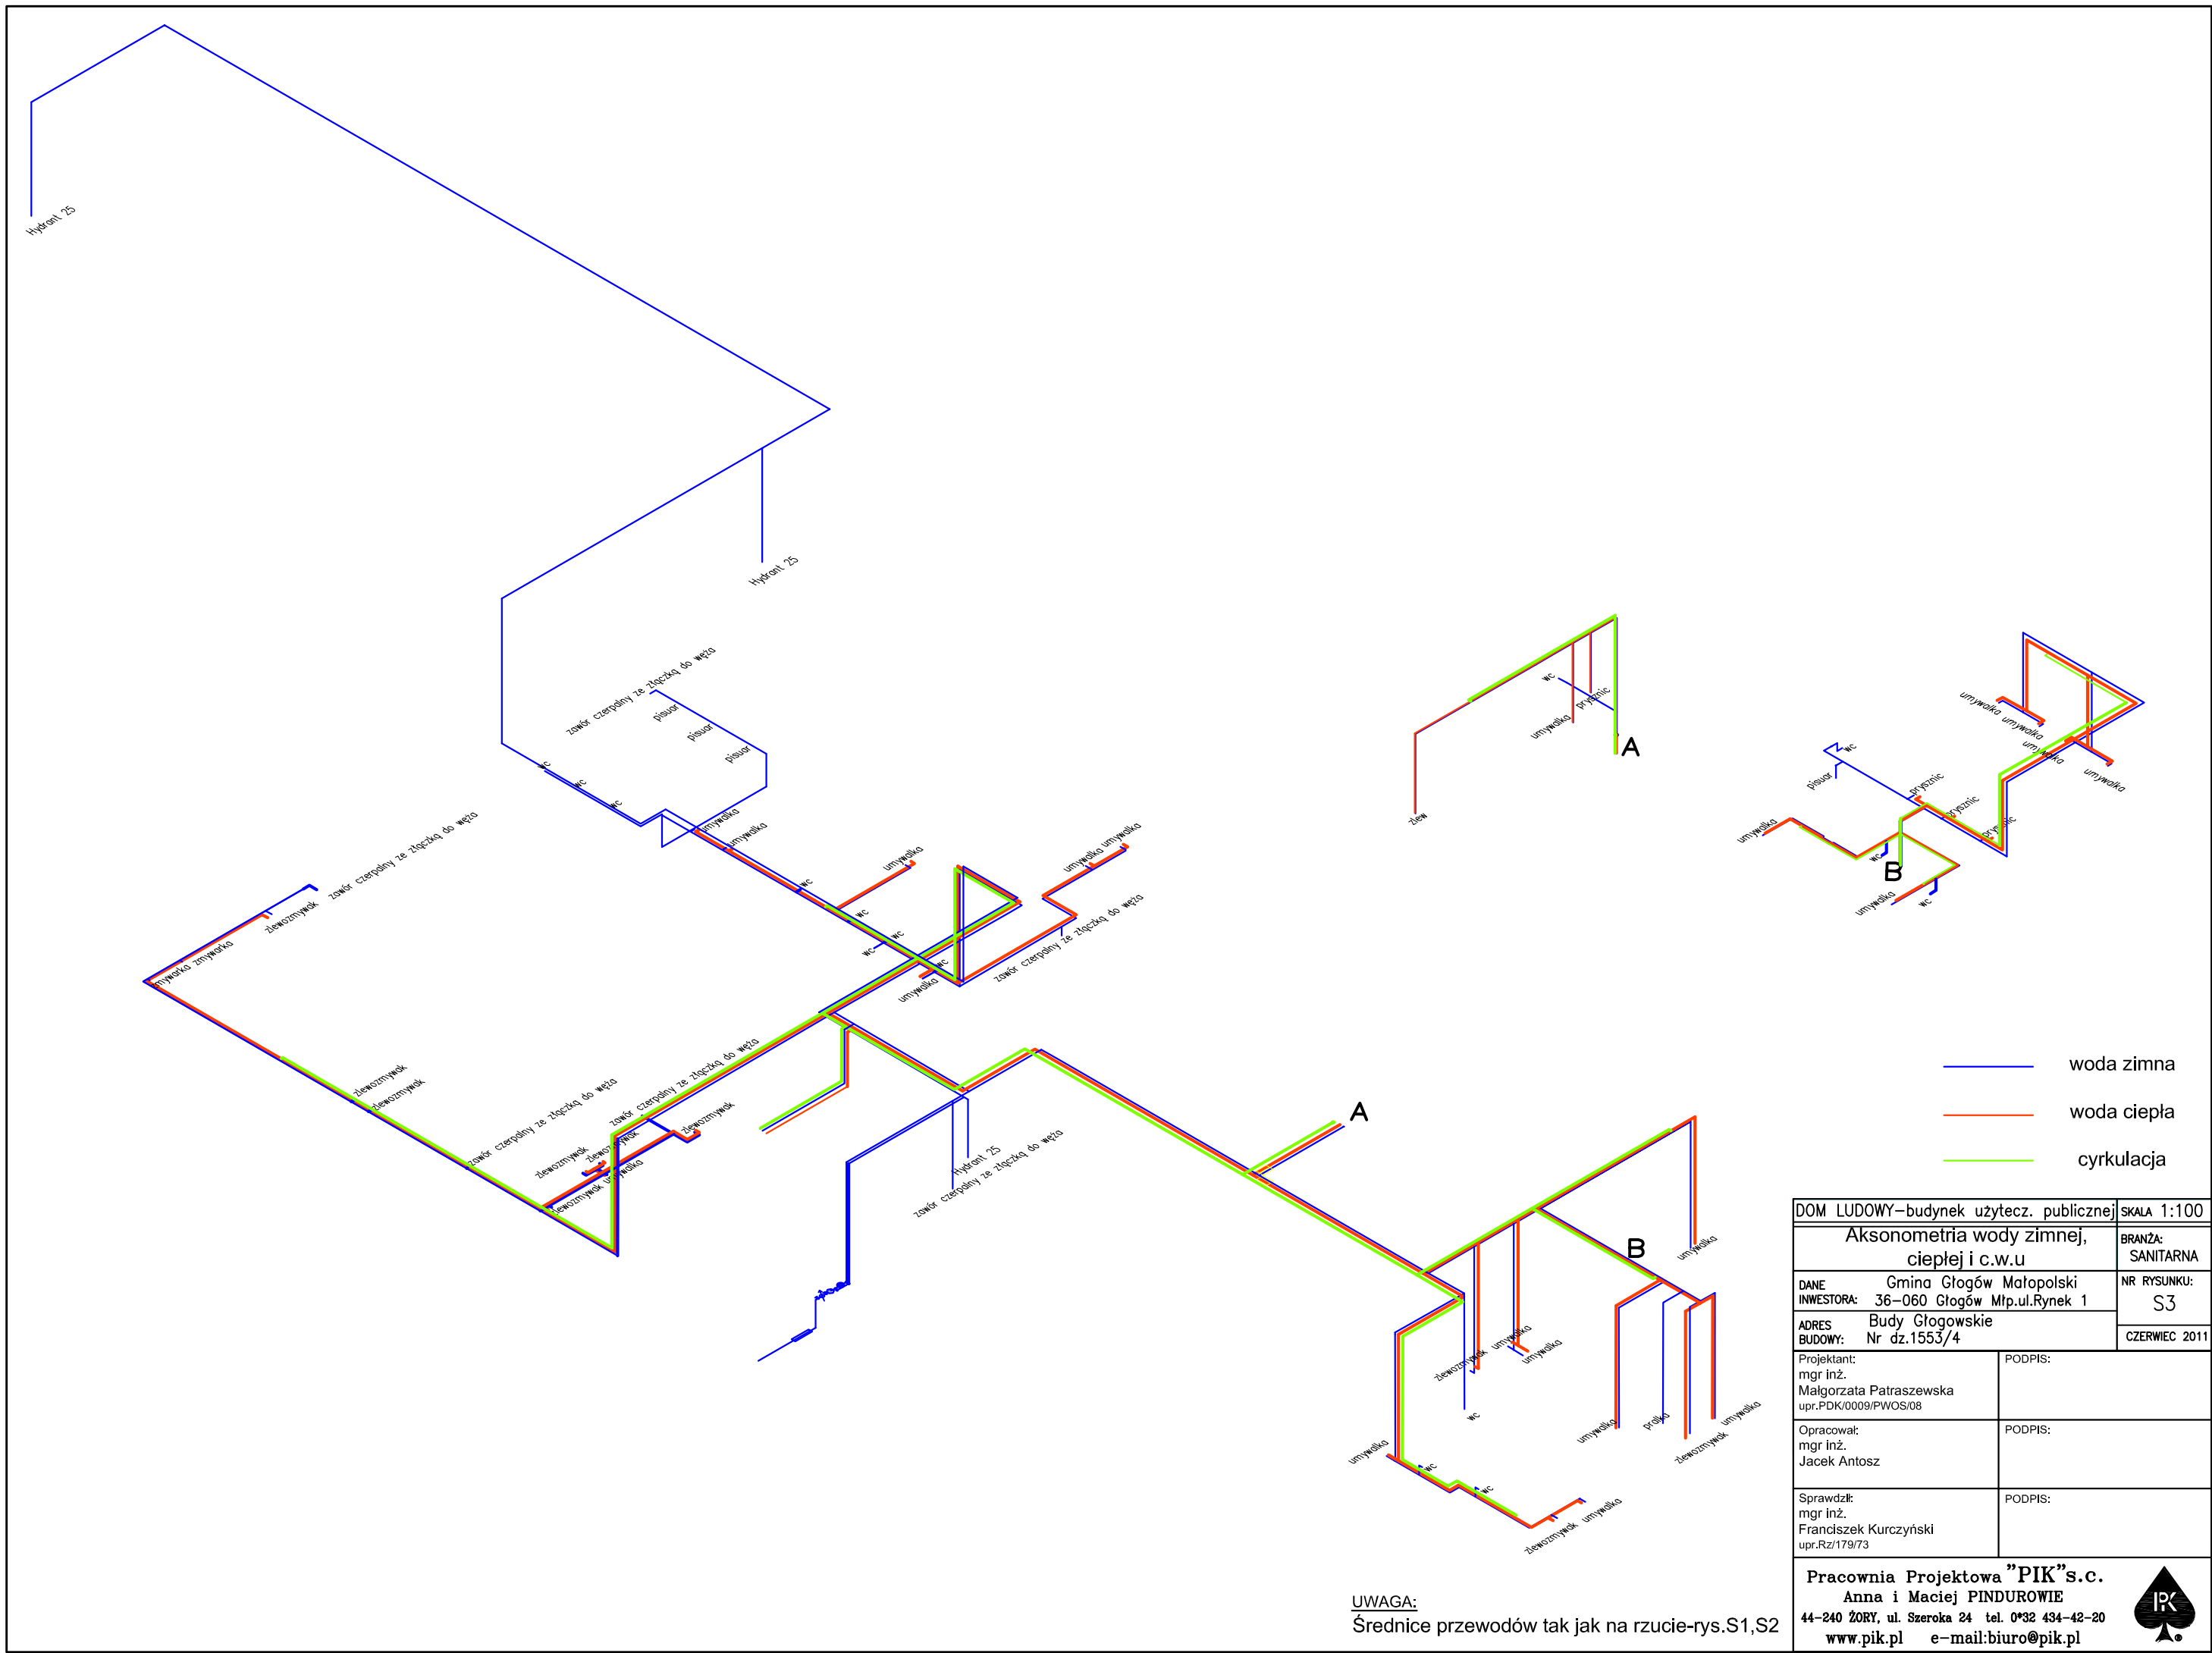 Hydrant 25
Hydrant 25
zawór czerpalny ze złączką do węża
pisuar
pisuar
pisuar
wc
wc
wc
umywalka
umywalka
wc
umywalka
wc
wc
wc
wc
umywalka
umywalka
umywalka
zawór czerpalny ze złączką do węża
zawór czerpalny ze złączką do węża
zlewozmywak
zmywarka zmywarka
zlewozmywak
zlewozmywak
zawór czerpalny ze złączką do węża
zawór czerpalny ze złączką do węża
zlewozmywak
zlewozmywak
zlewozmywak
zlewozmywak umywalka
Hydrant 25
zawór czerpalny ze złączką do węża
wc
prysznic
umywalka
zlew
A
umywalka
umywalka
umywalka
umywalka
wc
pisuar
prysznic
prysznic
prysznic
umywalka
wc
B
umywalka
wc
A
B
umywalka
zlewozmywak
umywalka
umywalka
wc
umywalka
pralka
zlewozmywak
umywalka
umywalka
wc
wc
zlewozmywak
umywalka
woda zimna
woda ciepła
cyrkulacja
UWAGA:
Średnice przewodów tak jak na rzucie-rys.S1,S2
DOM LUDOWY-budynek użytecz. publicznej SKALA 1:100
Aksonometria wody zimnej,
ciepłej i c.w.u
BRANŻA:
SANITARNA
DANE INWESTORA:
Gmina Głogów Małopolski
36-060 Głogów Młp.ul.Rynek 1
NR RYSUNKU:
S3
ADRES BUDOWY:
Budy Głogowskie
Nr dz.1553/4
CZERWIEC 2011
Projektant:
mgr inż.
Małgorzata Patraszewska
upr.PDK/0009/PWOS/08
PODPIS:
Opracował:
mgr inż.
Jacek Antosz
PODPIS:
Sprawdził:
mgr inż.
Franciszek Kurczyński
upr.Rz/179/73
PODPIS:
Pracownia Projektowa "PIK"s.c.
Anna i Maciej PINDUROWIE
44-240 ŻORY, ul. Szeroka 24 tel. 0*32 434-42-20
www.pik.pl e-mail:biuro@pik.pl
PK